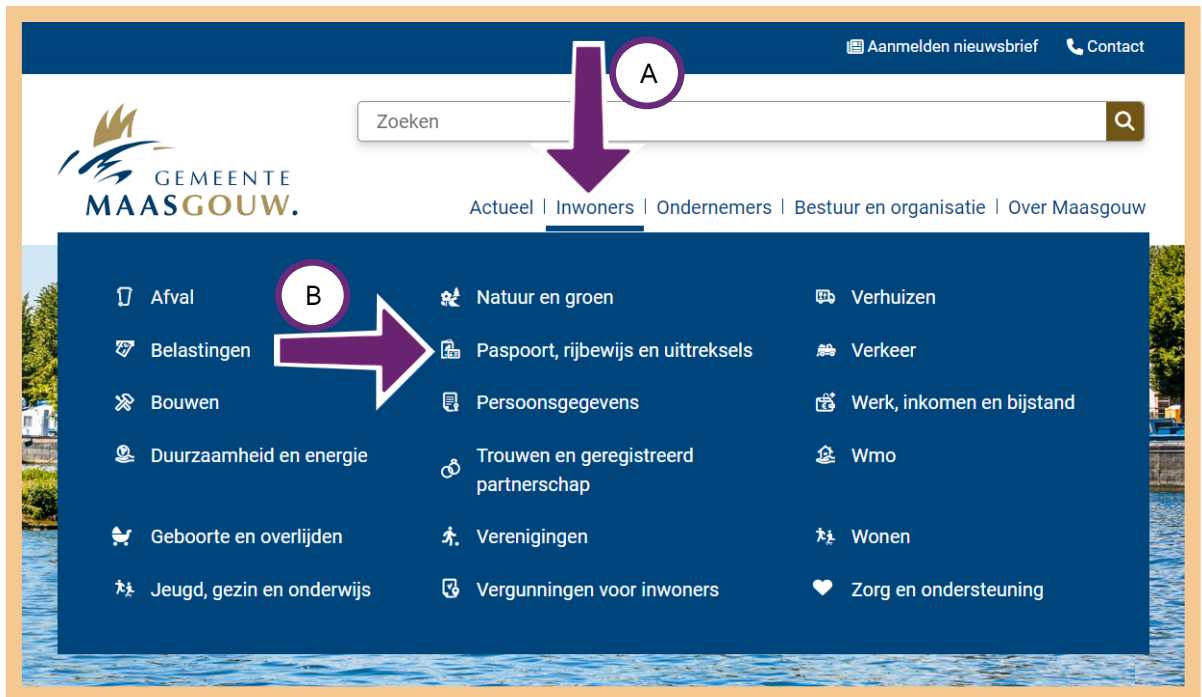 Aanmelden nieuwsbrief Contact
A
Zoeken
GEMEENTE
MAASGOUW.
Actueel | Inwoners | Ondernemers | Bestuur en organisatie | Over Maasgouw
B
Afval Natuur en groen Verhuizen
Belastingen Paspoort, rijbewijs en uittreksels Verkeer
Bouwen Persoonsgegevens Werk, inkomen en bijstand
Duurzaamheid en energie Trouwen en geregistreerd Wmo
partnerschap
Geboorte en overlijden Verenigingen Wonen
Jeugd, gezin en onderwijs Vergunningen voor inwoners Zorg en ondersteuning